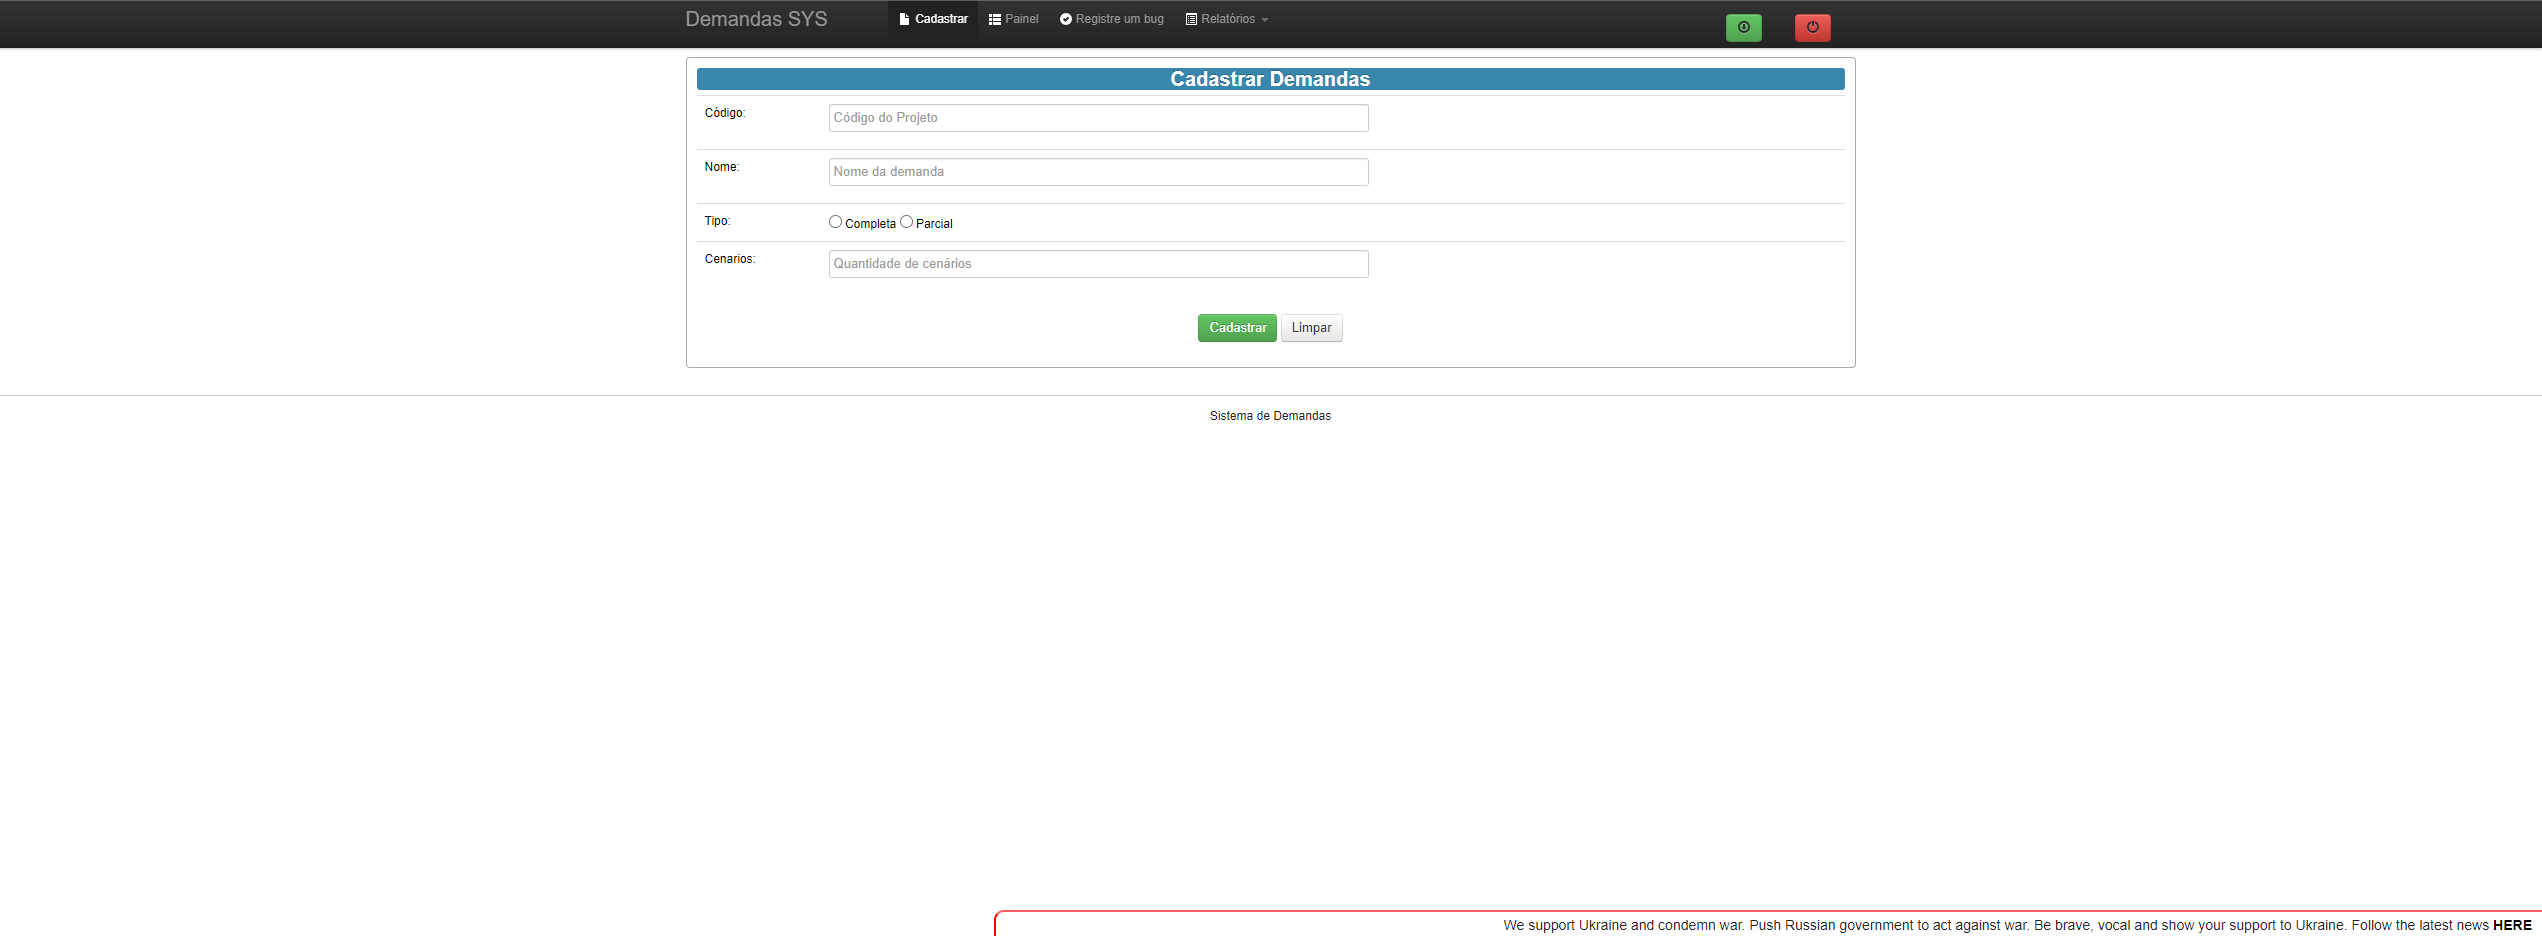 Demandas SYS Cadastrar Painel Registre um bug Relatórios
Cadastrar Demandas
Código: Código do Projeto
Nome: Nome da demanda
Tipo: Completa Parcial
Cenarios: Quantidade de cenários
Cadastrar Limpar
Sistema de Demandas
We support Ukraine and condemn war. Push Russian government to act against war. Be brave, vocal and show your support to Ukraine. Follow the latest news HERE